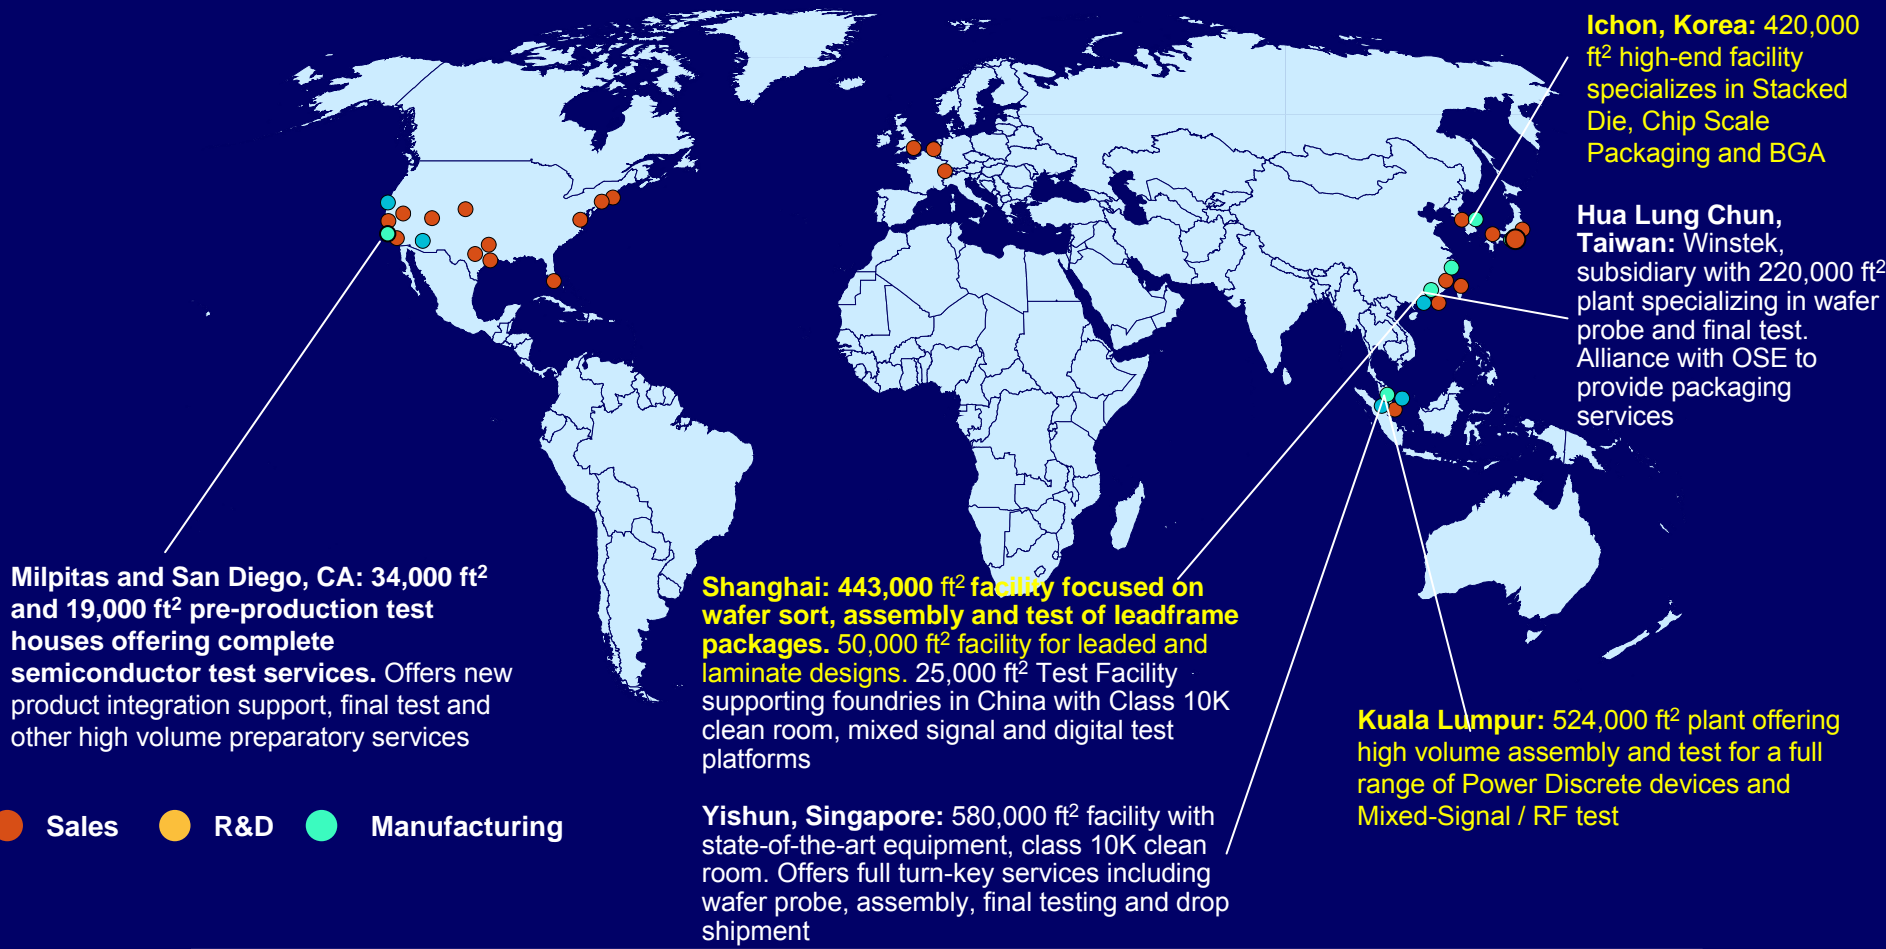 Ichon, Korea: 420,000
ft² high-end facility
specializes in Stacked
Die, Chip Scale
Packaging and BGA
Hua Lung Chun,
Taiwan: Winstek,
subsidiary with 220,000 ft²
plant specializing in wafer
probe and final test.
Alliance with OSE to
provide packaging
services
Milpitas and San Diego, CA: 34,000 ft²
and 19,000 ft² pre-production test
houses offering complete
semiconductor test services. Offers new
product integration support, final test and
other high volume preparatory services
Shanghai: 443,000 ft² facility focused on
wafer sort, assembly and test of leadframe
packages. 50,000 ft² facility for leaded and
laminate designs. 25,000 ft² Test Facility
supporting foundries in China with Class 10K
clean room, mixed signal and digital test
platforms
Kuala Lumpur: 524,000 ft² plant offering
high volume assembly and test for a full
range of Power Discrete devices and
Mixed-Signal / RF test
Yishun, Singapore: 580,000 ft² facility with
state-of-the-art equipment, class 10K clean
room. Offers full turn-key services including
wafer probe, assembly, final testing and drop
shipment
Sales R&D Manufacturing